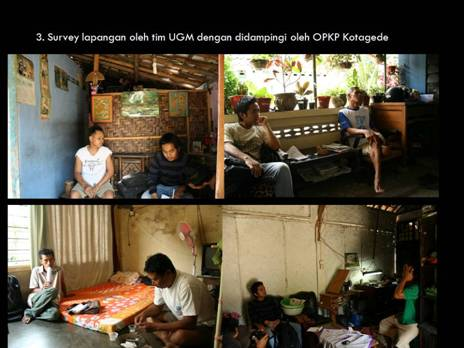 3. Survey lapangan oleh tim UGM dengan didampingi oleh OPKP Kotagede